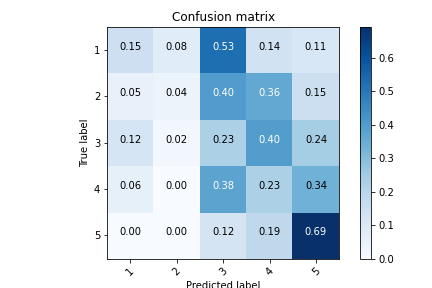 Confusion matrix
1 0.15 0.08 0.53 0.14 0.11
2 0.05 0.04 0.40 0.36 0.15
3 0.12 0.02 0.23 0.40 0.24
4 0.06 0.00 0.38 0.23 0.34
5 0.00 0.00 0.12 0.19 0.69
1 2 3 4 5
True label
Predicted label
0.6
0.5
0.4
0.3
0.2
0.1
0.0